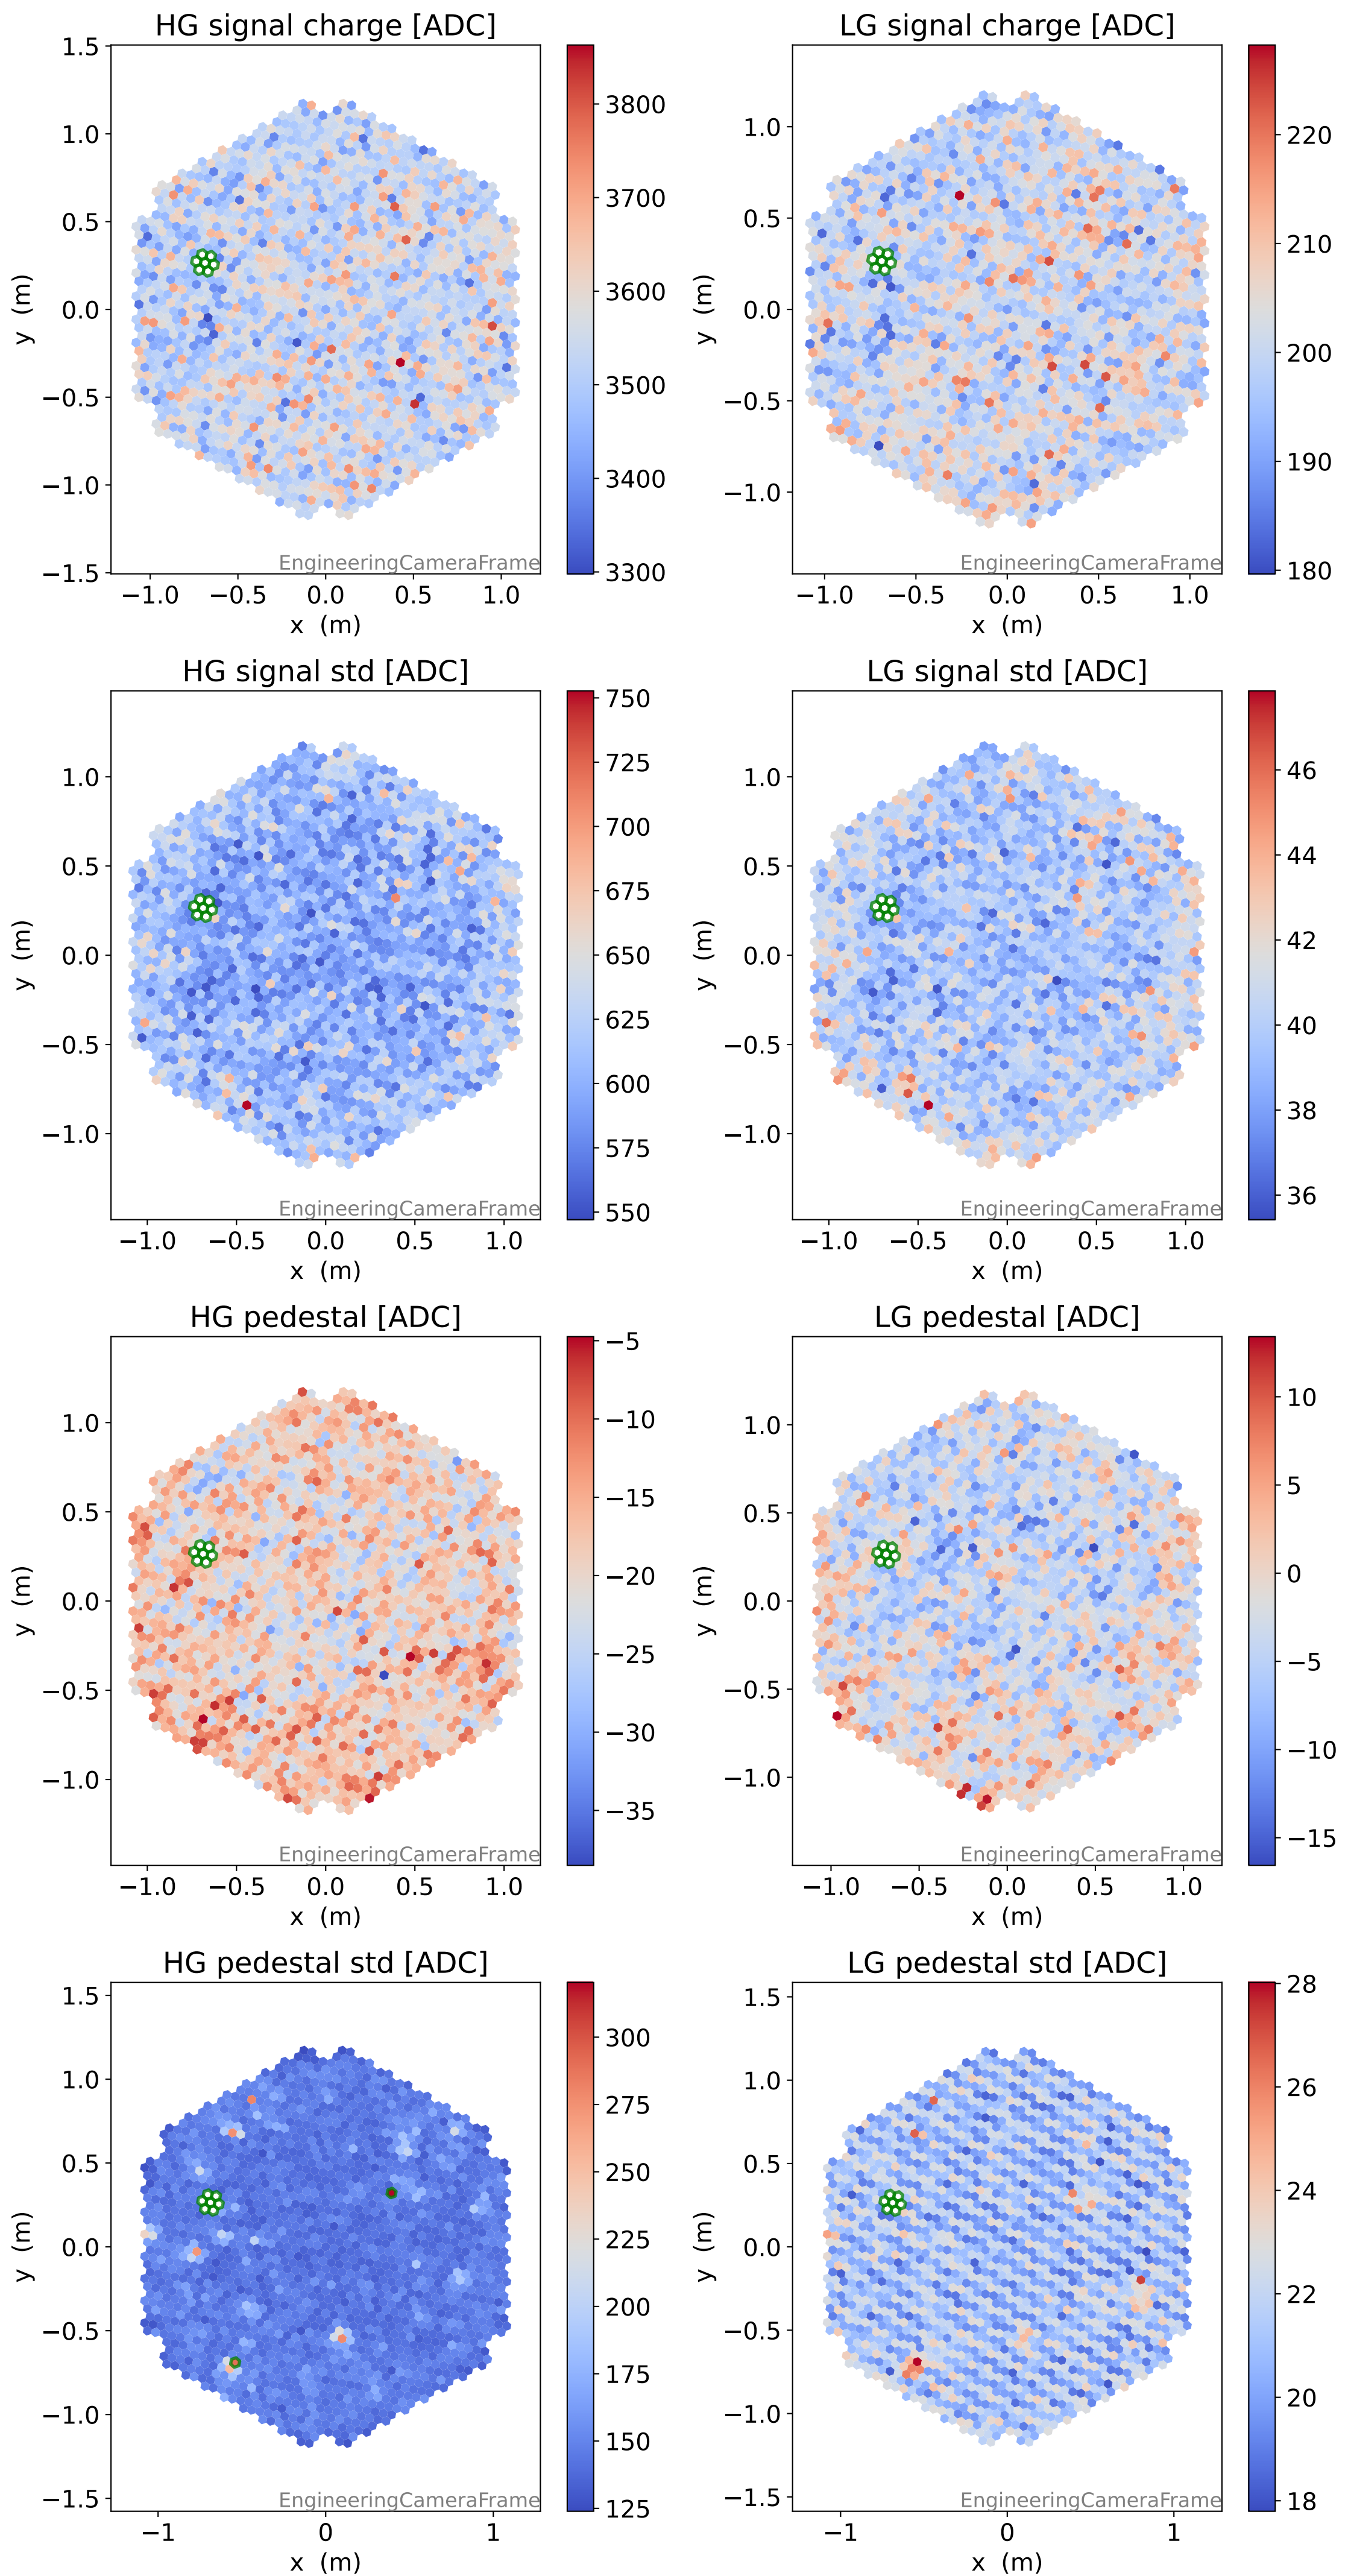 HG signal charge [ADC]
1.5
1.0
0.5
0.0
−0.5
−1.0
−1.5
y (m)
−1.0 −0.5 0.0 0.5 1.0
x (m)
EngineeringCameraFrame
3800
3700
3600
3500
3400
3300
LG signal charge [ADC]
1.0
0.5
0.0
−0.5
−1.0
y (m)
−1.0 −0.5 0.0 0.5 1.0
x (m)
EngineeringCameraFrame
220
210
200
190
180
HG signal std [ADC]
1.0
0.5
0.0
−0.5
−1.0
y (m)
−1.0 −0.5 0.0 0.5 1.0
x (m)
EngineeringCameraFrame
750
725
700
675
650
625
600
575
550
LG signal std [ADC]
1.0
0.5
0.0
−0.5
−1.0
y (m)
−1.0 −0.5 0.0 0.5 1.0
x (m)
EngineeringCameraFrame
46
44
42
40
38
36
HG pedestal [ADC]
1.0
0.5
0.0
−0.5
−1.0
y (m)
−1.0 −0.5 0.0 0.5 1.0
x (m)
EngineeringCameraFrame
−5
−10
−15
−20
−25
−30
−35
LG pedestal [ADC]
1.0
0.5
0.0
−0.5
−1.0
y (m)
−1.0 −0.5 0.0 0.5 1.0
x (m)
EngineeringCameraFrame
10
5
0
−5
−10
−15
HG pedestal std [ADC]
1.5
1.0
0.5
0.0
−0.5
−1.0
−1.5
y (m)
−1 0 1
x (m)
EngineeringCameraFrame
300
275
250
225
200
175
150
125
LG pedestal std [ADC]
1.5
1.0
0.5
0.0
−0.5
−1.0
−1.5
y (m)
−1 0 1
x (m)
EngineeringCameraFrame
28
26
24
22
20
18